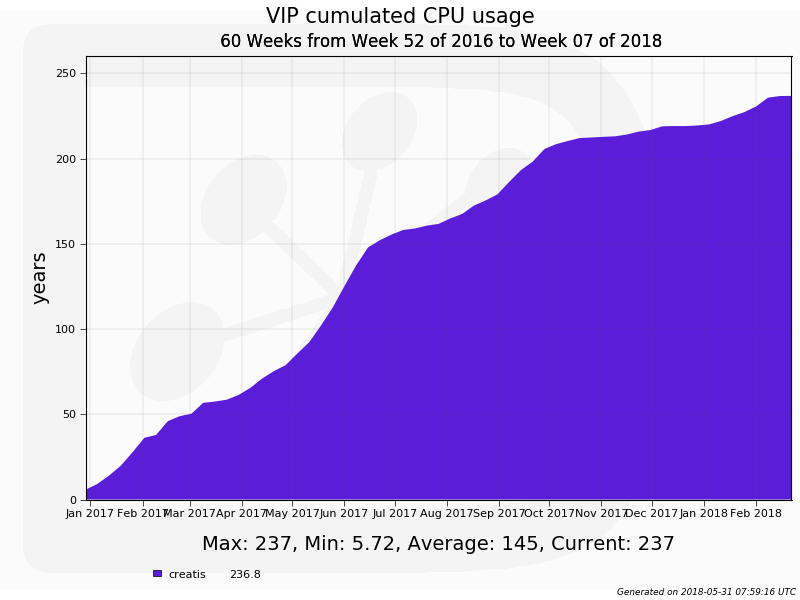 VIP cumulated CPU usage
60 Weeks from Week 52 of 2016 to Week 07 of 2018
250
200
150
100
50
0
years
Jan 2017 Feb 2017 Mar 2017 Apr 2017 May 2017 Jun 2017 Jul 2017 Aug 2017 Sep 2017 Oct 2017 Nov 2017 Dec 2017 Jan 2018 Feb 2018
Max: 237, Min: 5.72, Average: 145, Current: 237
creatis 236.8
Generated on 2018-05-31 07:59:16 UTC